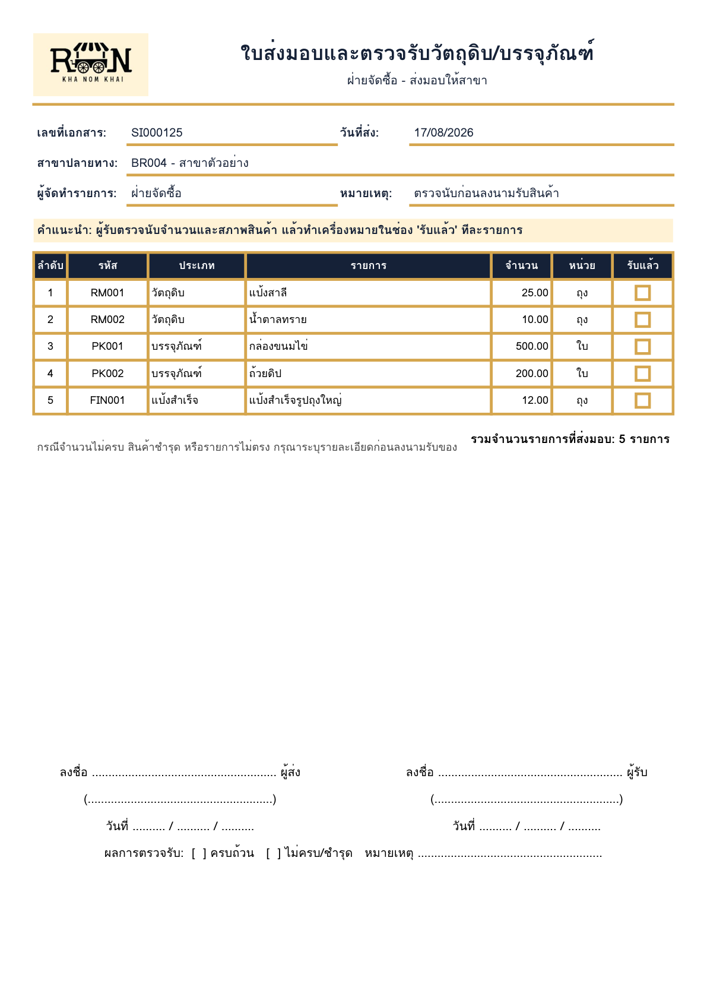 RON
KHA NOM KHAI
ใบส่งมอบและตรวจรับวัตถุดิบ/บรรจุภัณฑ์
ฝ่ายจัดซื้อ - ส่งมอบให้สาขา
เลขที่เอกสาร: SI000125 วันที่ส่ง: 17/08/2026
สาขาปลายทาง: BR004 - สาขาตัวอย่าง
ผู้จัดทำรายการ: ฝ่ายจัดซื้อ หมายเหตุ: ตรวจนับก่อนลงนามรับสินค้า
คำแนะนำ: ผู้รับตรวจนับจำนวนและสภาพสินค้า แล้วทำเครื่องหมายในช่อง 'รับแล้ว' ทีละรายการ
ลำดับ รหัส ประเภท รายการ จำนวน หน่วย รับแล้ว
1 RM001 วัตถุดิบ แป้งสาลี 25.00 ถุง
2 RM002 วัตถุดิบ น้ำตาลทราย 10.00 ถุง
3 PK001 บรรจุภัณฑ์ กล่องขนมไข่ 500.00 ใบ
4 PK002 บรรจุภัณฑ์ ถ้วยดิป 200.00 ใบ
5 FIN001 แป้งสำเร็จ แป้งสำเร็จรูปถุงใหญ่ 12.00 ถุง
รวมจำนวนรายการที่ส่งมอบ: 5 รายการ
กรณีจำนวนไม่ครบ สินค้าชำรุด หรือรายการไม่ตรง กรุณาระบุรายละเอียดก่อนลงนามรับของ
ลงชื่อ ........................................................ ผู้ส่ง ลงชื่อ ........................................................ ผู้รับ
(........................................................) (........................................................)
วันที่ .......... / .......... / .......... วันที่ .......... / .......... / ..........
ผลการตรวจรับ: [ ] ครบถ้วน [ ] ไม่ครบ/ชำรุด หมายเหตุ ........................................................